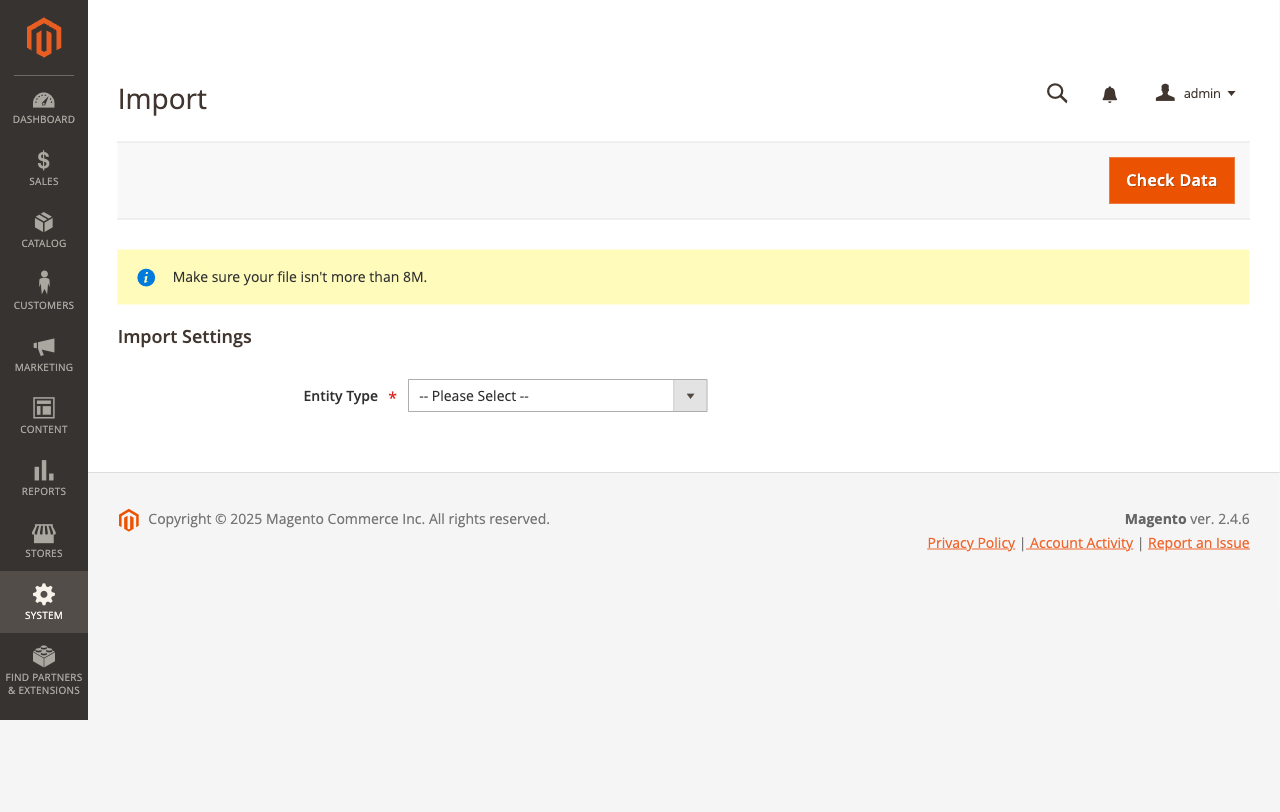 DASHBOARD
SALES
CATALOG
CUSTOMERS
MARKETING
CONTENT
REPORTS
STORES
SYSTEM
FIND PARTNERS
& EXTENSIONS
Import
admin
Check Data
Make sure your file isn't more than 8M.
Import Settings
Entity Type *
-- Please Select --
Copyright © 2025 Magento Commerce Inc. All rights reserved.
Magento ver. 2.4.6
Privacy Policy | Account Activity | Report an Issue